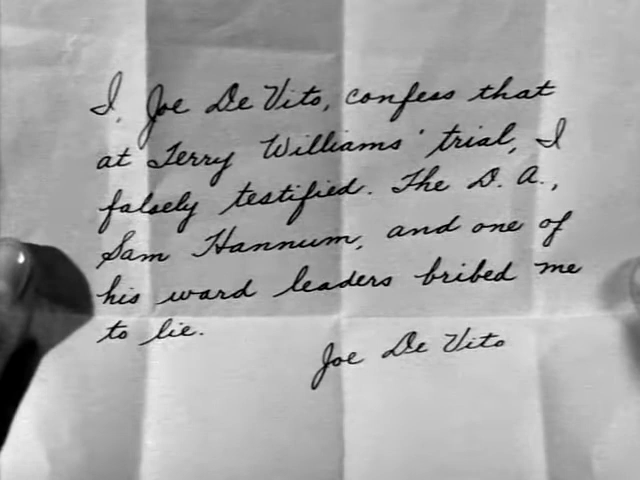 I, Joe De Vito, confess that
at Terry Williams' trial, I
falsely testified. The D. A.,
Sam Hannum, and one of
his ward leaders bribed me
to lie.
Joe De Vito